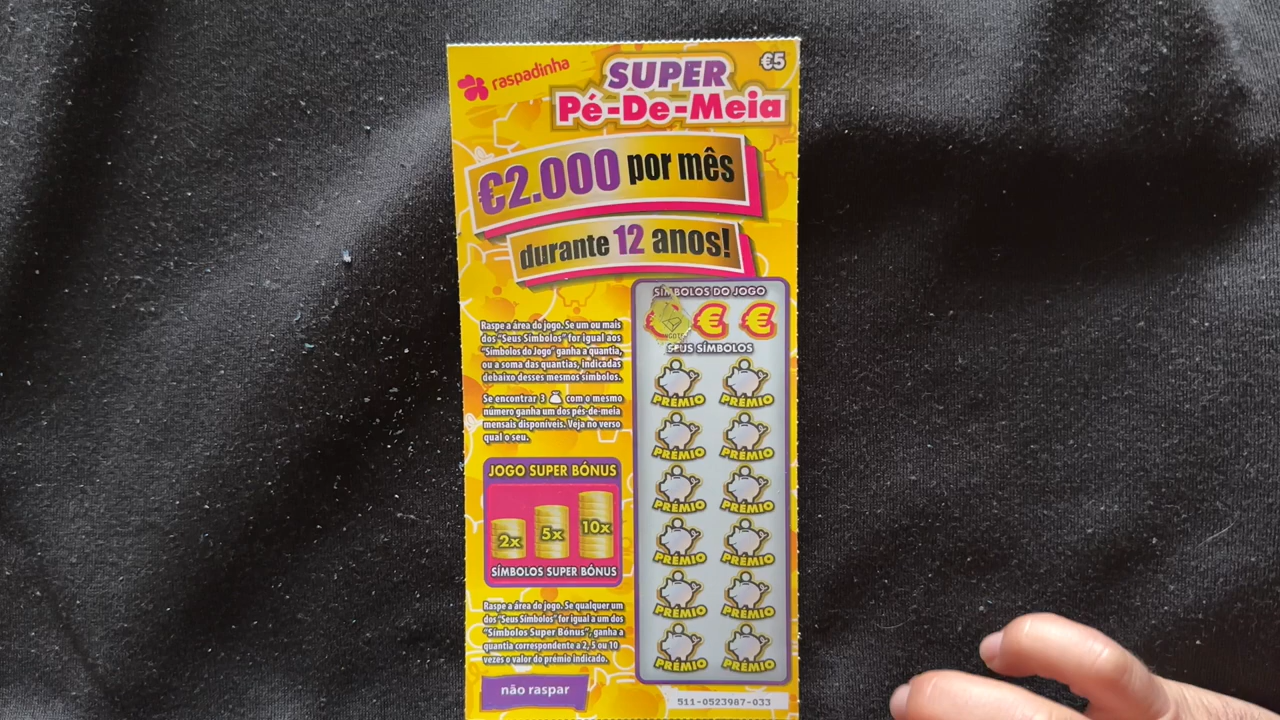 raspadinha
SUPER
€5
Pé-De-Meia
€2.000 por mês
durante 12 anos!
SÍMBOLOS DO JOGO
€ €
SEUS SÍMBOLOS
Raspe a área do jogo. Se um ou mais
dos "Seus Símbolos" for igual aos
"Símbolos do Jogo" ganha a quantia,
ou a soma das quantias, indicadas
debaixo desses mesmos símbolos.
Se encontrar 3 com o mesmo
número ganha um dos pés-de-meia
mensais disponíveis. Veja no verso
qual o seu.
JOGO SUPER BÓNUS
2x 5x 10x
SÍMBOLOS SUPER BÓNUS
Raspe a área do jogo. Se qualquer um
dos "Seus Símbolos" for igual a um dos
"Símbolos Super Bónus", ganha a
quantia correspondente a 2, 5 ou 10
vezes o valor do prémio indicado.
não raspar
PRÉMIO PRÉMIO
PRÉMIO PRÉMIO
PRÉMIO PRÉMIO
PRÉMIO PRÉMIO
PRÉMIO PRÉMIO
PRÉMIO PRÉMIO
511-0523987-033